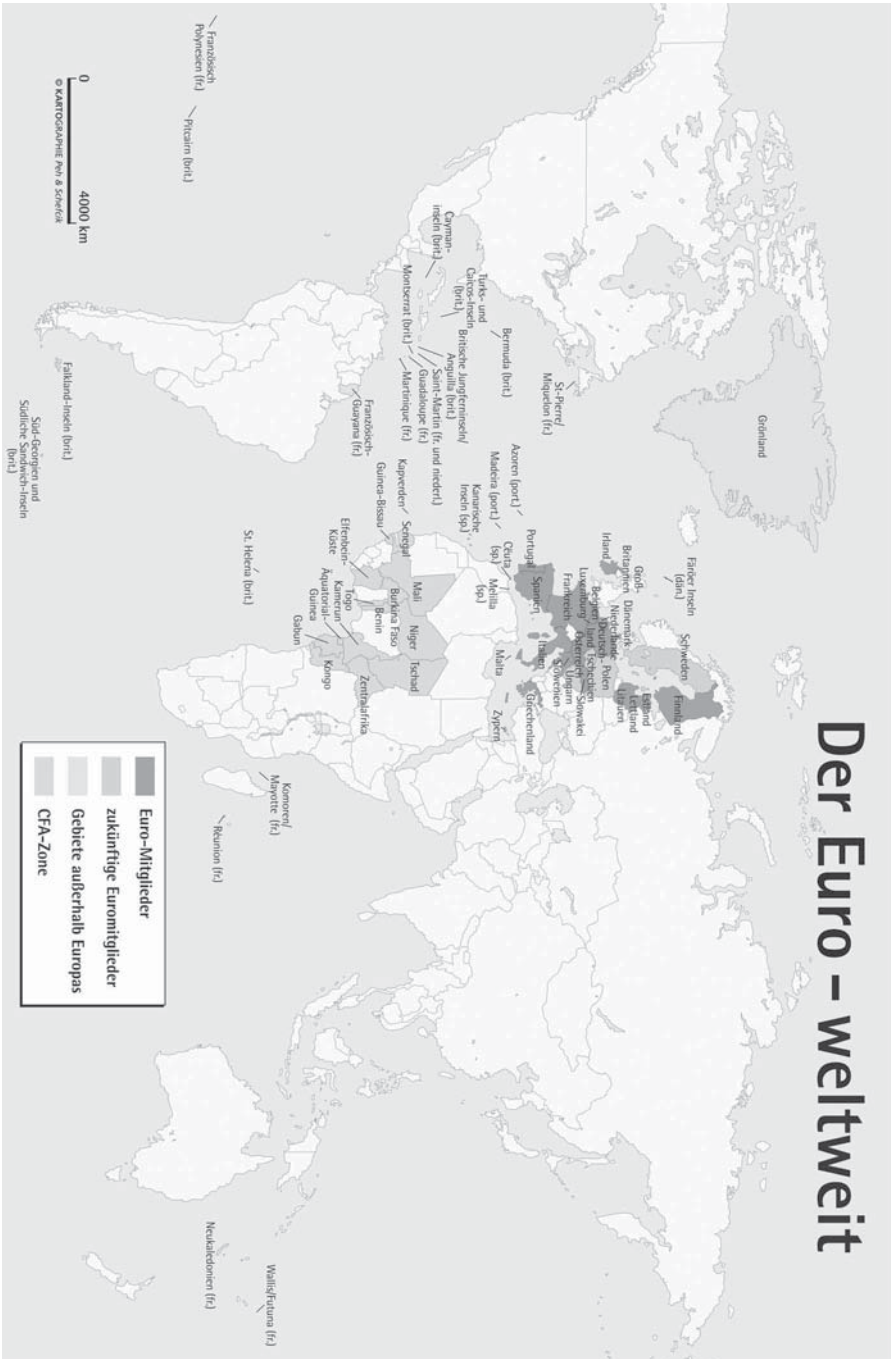 Der Euro – weltweit
Grönland
Färöer Inseln
(dän.)
Schweden
Finnland
Estland
Lettland
Litauen
Groß-
Britannien
Dänemark
Irland
Niederlande
Belgien
Deutsch-
land
Polen
Luxemburg
Tschechien
Frankreich
Österreich
Slowakei
Ungarn
Slowenien
Portugal
Spanien
Italien
Griechenland
Ceuta
(sp.)
Melilla
(sp.)
Malta
Zypern
St-Pierre/
Miquelon (fr.)
Azoren (port.)
Madeira (port.)
Kanarische
Inseln (sp.)
Bermuda (brit.)
Turks- und
Caicos-Inseln
(brit.)
Cayman-
inseln (brit.)
Britische Jungferninseln/
Anguilla (brit.)
Saint-Martin (fr. und niederl.)
Guadaloupe (fr.)
Montserrat (brit.)
Martinique (fr.)
Französisch-
Guayana (fr.)
Kapverden
Senegal
Guinea-Bissau
Mali
Niger
Tschad
Burkina Faso
Benin
Elfenbein-
Küste
Togo
Kamerun
Äquatorial-
Guinea
Gabun
Kongo
Zentralafrika
St. Helena (brit.)
Komoren/
Mayotte (fr.)
Réunion (fr.)
Wallis/Futuna (fr.)
Neukaledonien (fr.)
Französisch
Polynesien (fr.)
Pitcairn (brit.)
Falkland-Inseln (brit.)
Süd-Georgien und
Südliche Sandwich-Inseln
(brit.)
Euro-Mitglieder
zukünftige Euromitglieder
Gebiete außerhalb Europas
CFA-Zone
0 4000 km
© KARTOGRAPHIE Peh & Schefcik